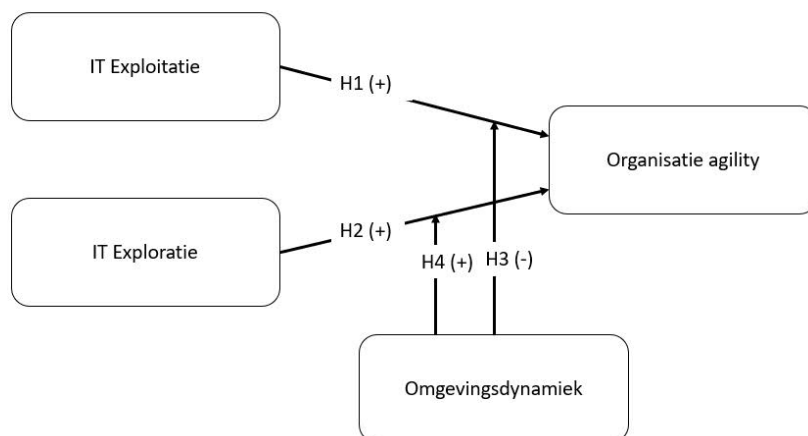 IT Exploitatie
H1 (+)
Organisatie agility
H2 (+)
IT Exploratie
H4 (+)
H3 (-)
Omgevingsdynamiek